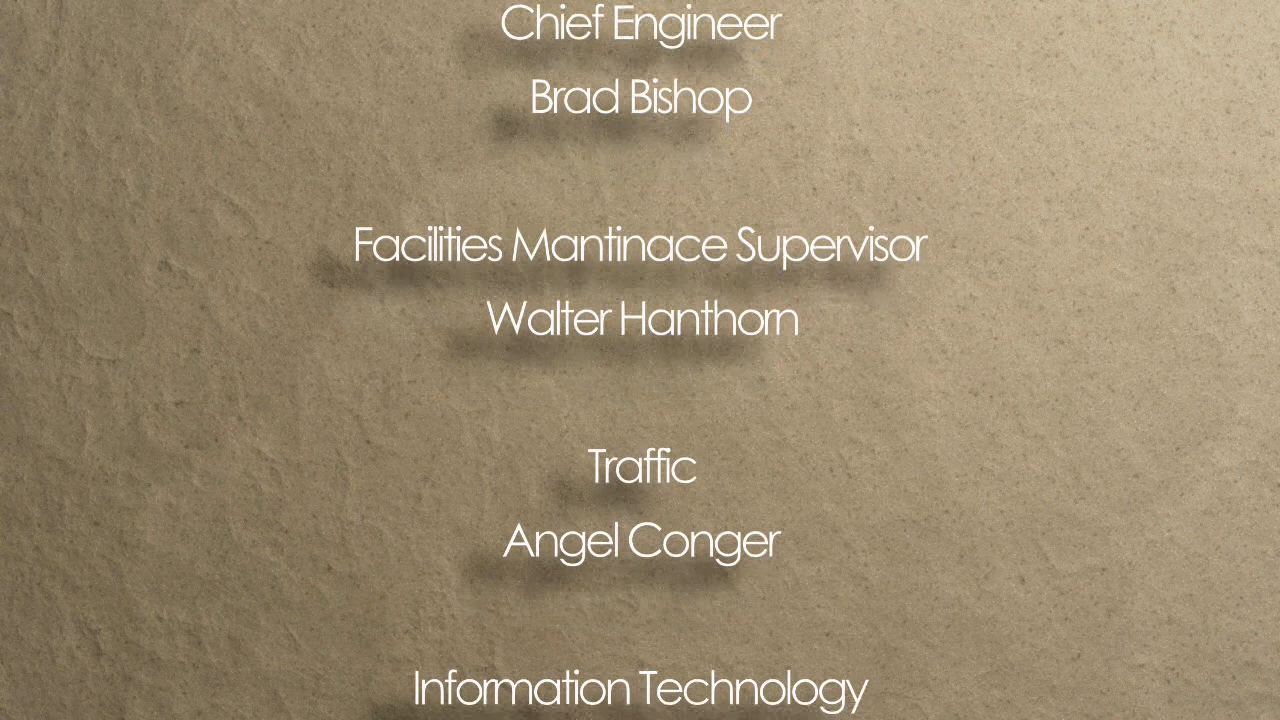 Chief Engineer
Brad Bishop
Facilities Mantinace Supervisor
Walter Hanthorn
Traffic
Angel Conger
Information Technology